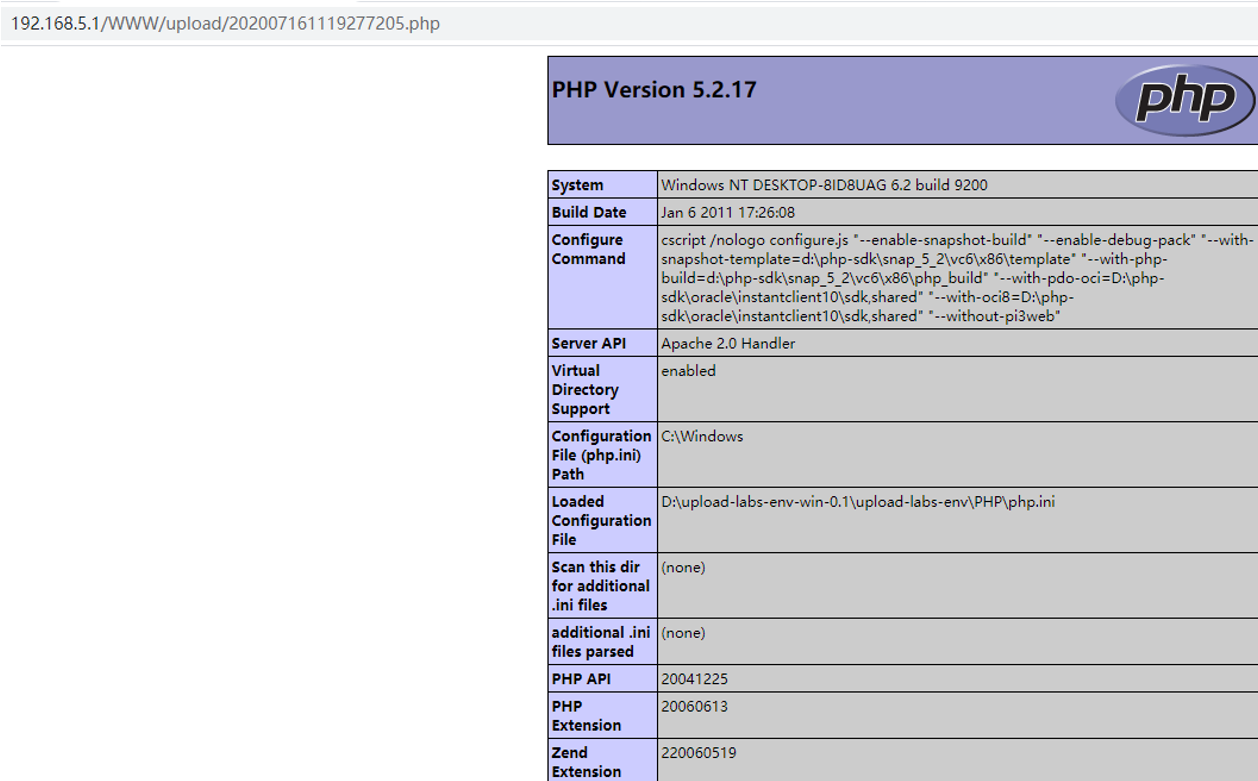 192.168.5.1/WWW/upload/202007161119277205.php
PHP Version 5.2.17
php
System
Windows NT DESKTOP-8ID8UAG 6.2 build 9200
Build Date
Jan 6 2011 17:26:08
Configure
Command
cscript /nologo configure.js "--enable-snapshot-build" "--enable-debug-pack" "--with-
snapshot-template=d:\php-sdk\snap_5_2\vc6\x86\template" "--with-php-
build=d:\php-sdk\snap_5_2\vc6\x86\php_build" "--with-pdo-oci=D:\php-
sdk\oracle\instantclient10\sdk,shared" "--with-oci8=D:\php-
sdk\oracle\instantclient10\sdk,shared" "--without-pi3web"
Server API
Apache 2.0 Handler
Virtual
Directory
Support
enabled
Configuration
File (php.ini)
Path
C:\Windows
Loaded
Configuration
File
D:\upload-labs-env-win-0.1\upload-labs-env\PHP\php.ini
Scan this dir
for additional
.ini files
(none)
additional .ini
files parsed
(none)
PHP API
20041225
PHP
Extension
20060613
Zend
Extension
220060519